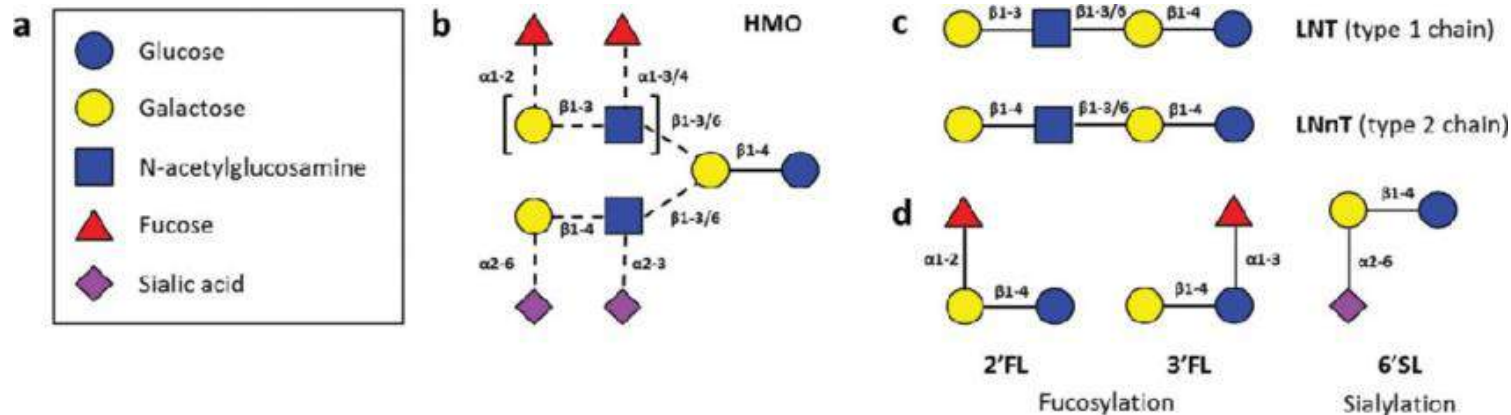 a
Glucose
Galactose
N-acetylglucosamine
Fucose
Sialic acid
b
HMO
α1-2
α1-3/4
β1-3
β1-3/6
β1-4
β1-4
β1-3/6
α2-6
α2-3
c
β1-3
β1-3/6
β1-4
LNT (type 1 chain)
β1-4
β1-3/6
β1-4
LNnT (type 2 chain)
d
α1-2
β1-4
2'FL
β1-4
α1-3
3'FL
Fucosylation
β1-4
α2-6
6'SL
Sialylation